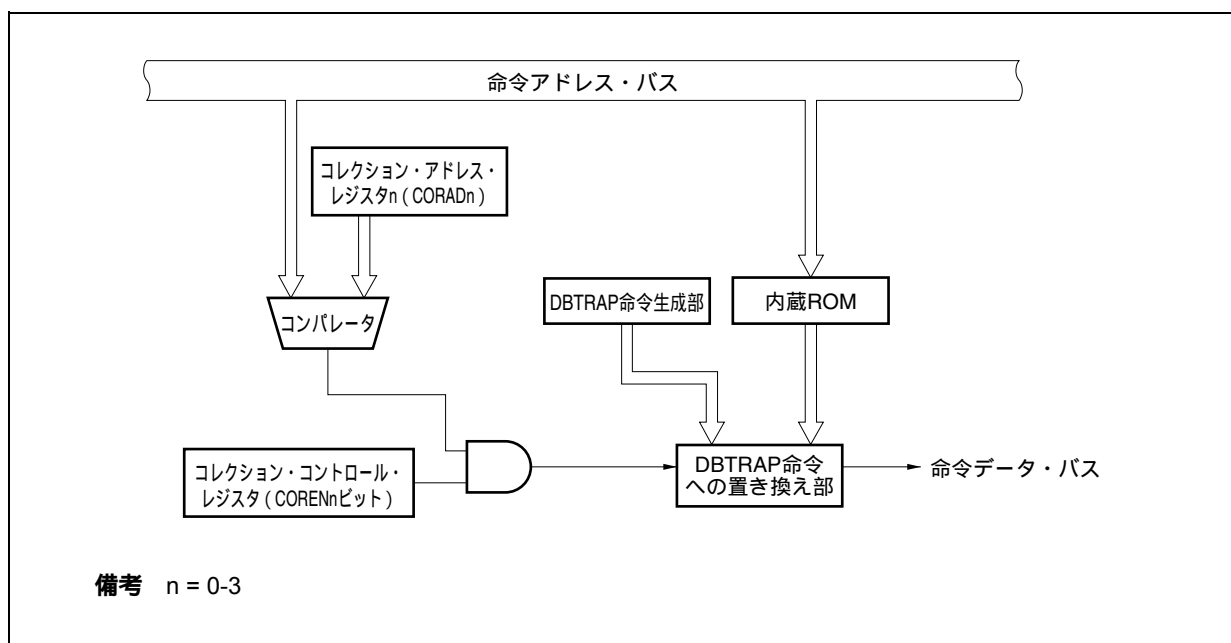 命令アドレス・バス
コレクション・アドレス・
レジスタn（CORADn）
DBTRAP命令生成部
内蔵ROM
コンパレータ
コレクション・コントロール・
レジスタ（CORENnビット）
DBTRAP命令
への置き換え部
命令データ・バス
備考 n = 0-3